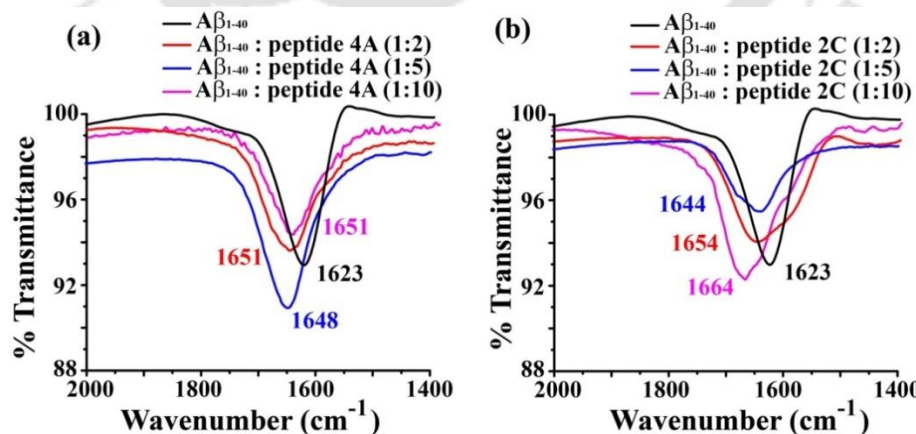 (a)
Aβ₁₋₄₀
Aβ₁₋₄₀ : peptide 4A (1:2)
Aβ₁₋₄₀ : peptide 4A (1:5)
Aβ₁₋₄₀ : peptide 4A (1:10)
100
96
92
88
% Transmittance
1651
1651
1623
1648
2000 1800 1600 1400
Wavenumber (cm⁻¹)
(b)
Aβ₁₋₄₀
Aβ₁₋₄₀ : peptide 2C (1:2)
Aβ₁₋₄₀ : peptide 2C (1:5)
Aβ₁₋₄₀ : peptide 2C (1:10)
100
96
92
88
% Transmittance
1644
1654
1664
1623
2000 1800 1600 1400
Wavenumber (cm⁻¹)